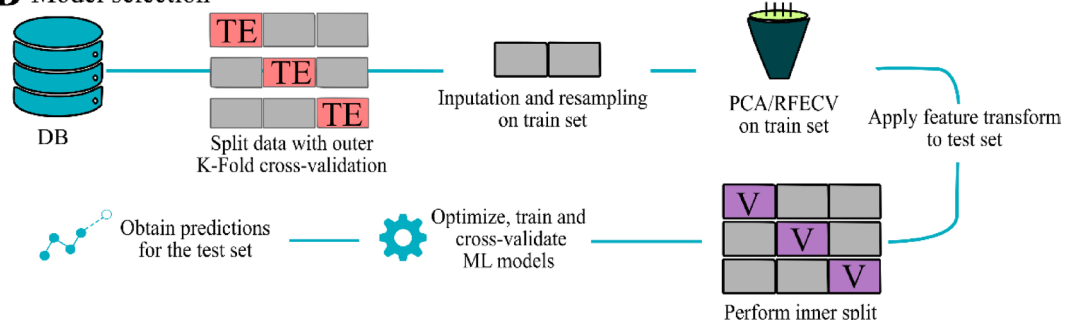 Model selection
DB
TE
TE
TE
Split data with outer
K-Fold cross-validation
Inputation and resampling
on train set
PCA/RFECV
on train set
Apply feature transform
to test set
V
V
V
Perform inner split
Optimize, train and
cross-validate
ML models
Obtain predictions
for the test set